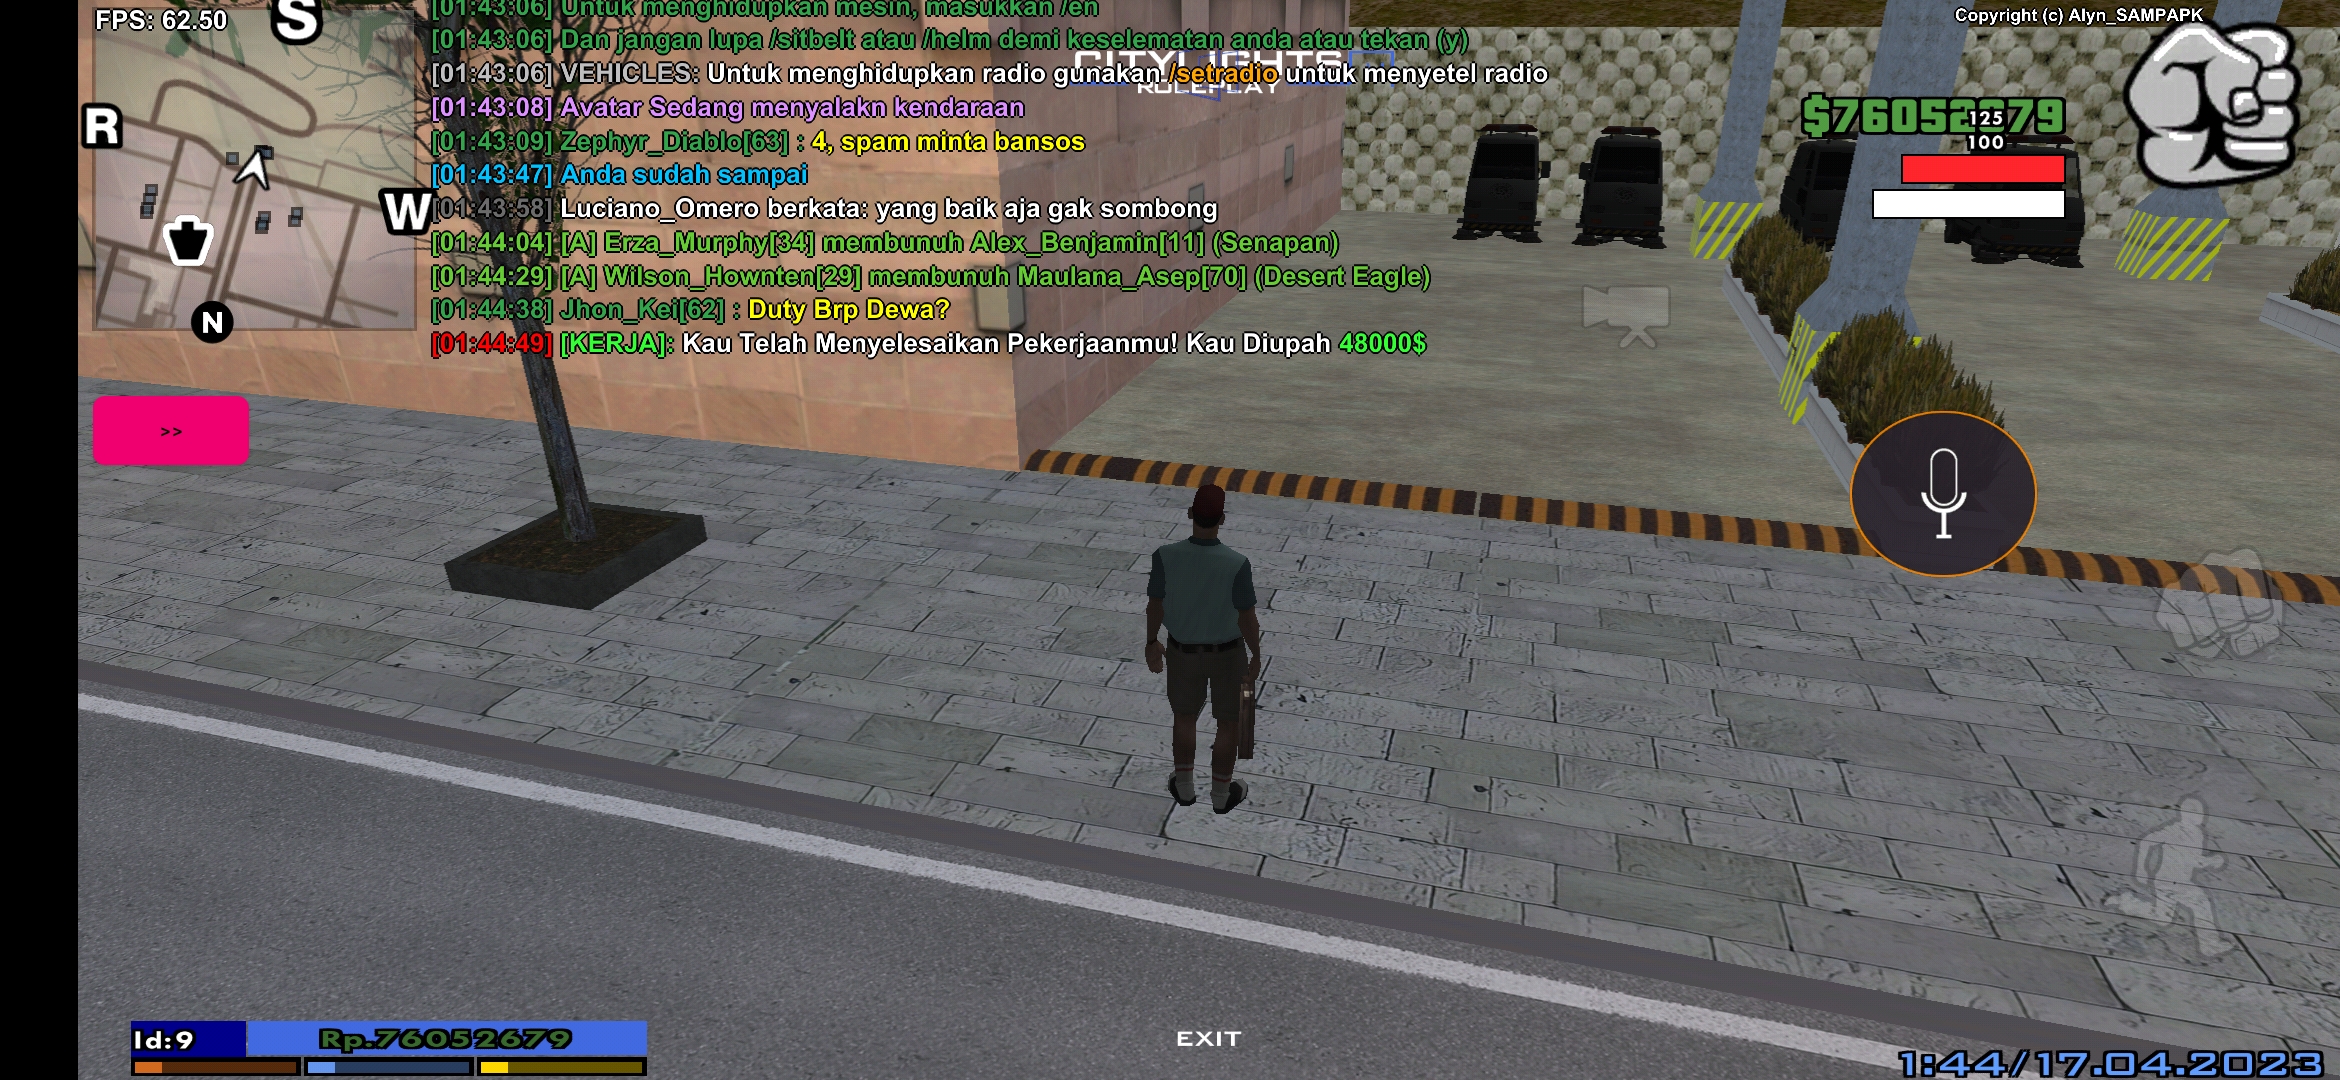 FPS: 62.50
S
R
W
N
[01:43:06] Untuk menghidupkan mesin, masukkan /en
[01:43:06] Dan jangan lupa /sitbelt atau /helm demi keselematan anda atau tekan (y)
[01:43:06] VEHICLES: Untuk menghidupkan radio gunakan /setradio untuk menyetel radio
[01:43:08] Avatar Sedang menyalakn kendaraan
[01:43:09] Zephyr_Diablo[63] : 4, spam minta bansos
[01:43:47] Anda sudah sampai
[01:43:58] Luciano_Omero berkata: yang baik aja gak sombong
[01:44:04] [A] Erza_Murphy[34] membunuh Alex_Benjamin[11] (Senapan)
[01:44:29] [A] Wilson_Hownten[29] membunuh Maulana_Asep[70] (Desert Eagle)
[01:44:38] Jhon_Kei[62] : Duty Brp Dewa?
[01:44:49] [KERJA]: Kau Telah Menyelesaikan Pekerjaanmu! Kau Diupah 48000$
CITYLIGHTS
ROLEPLAY
Copyright (c) Alyn_SAMPAPK
$76052679
125
100
>>
Id:9
Rp.76052679
EXIT
1:44/17.04.2023